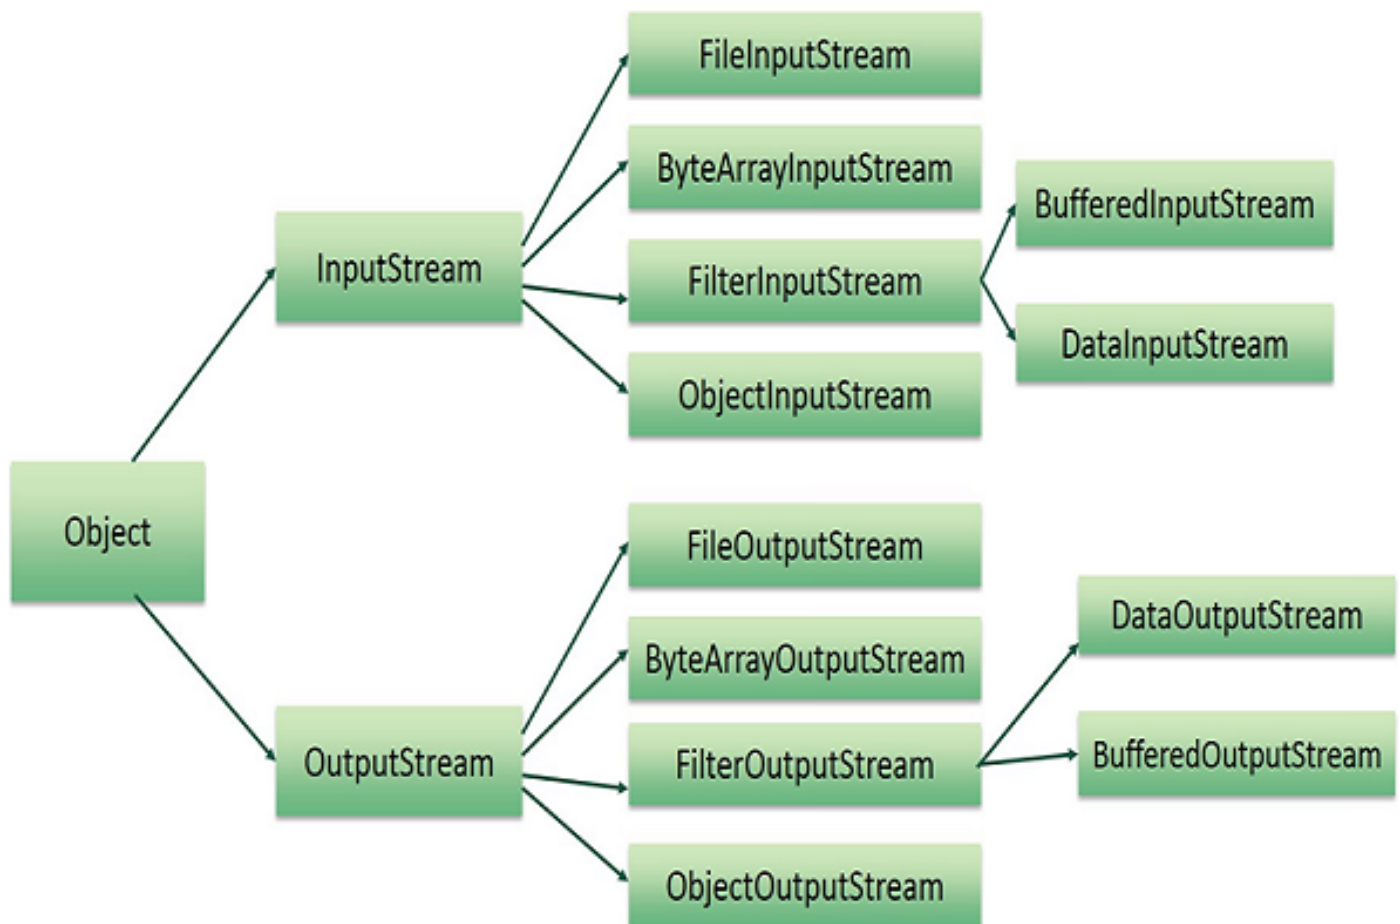 FileInputStream
ByteArrayInputStream
BufferedInputStream
InputStream
FilterInputStream
DataInputStream
ObjectInputStream
Object
FileOutputStream
DataOutputStream
ByteArrayOutputStream
OutputStream
FilterOutputStream
BufferedOutputStream
ObjectOutputStream